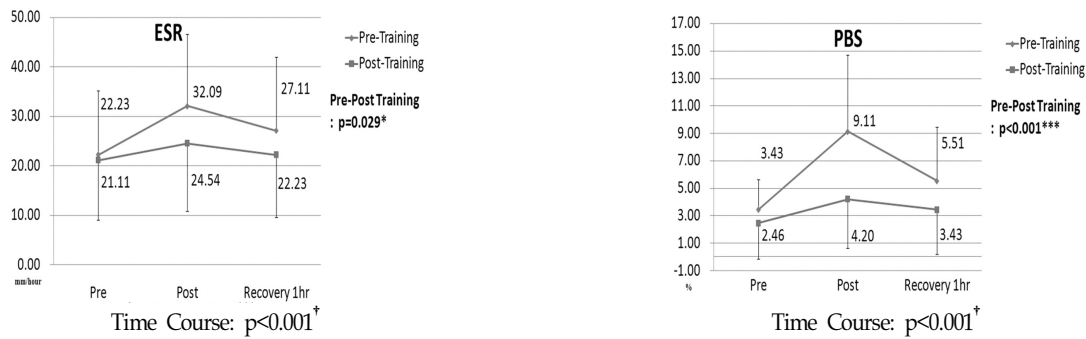 ESR
50.00
40.00
30.00
20.00
10.00
0.00
mm/hour
22.23
32.09
27.11
21.11
24.54
22.23
Pre-Training
Post-Training
Pre-Post Training
: p=0.029*
Pre
Post
Recovery 1hr
Time Course: p<0.001†
PBS
17.00
15.00
13.00
11.00
9.00
7.00
5.00
3.00
1.00
-1.00
%
3.43
9.11
5.51
2.46
4.20
3.43
Pre-Training
Post-Training
Pre-Post Training
: p<0.001***
Pre
Post
Recovery 1hr
Time Course: p<0.001†